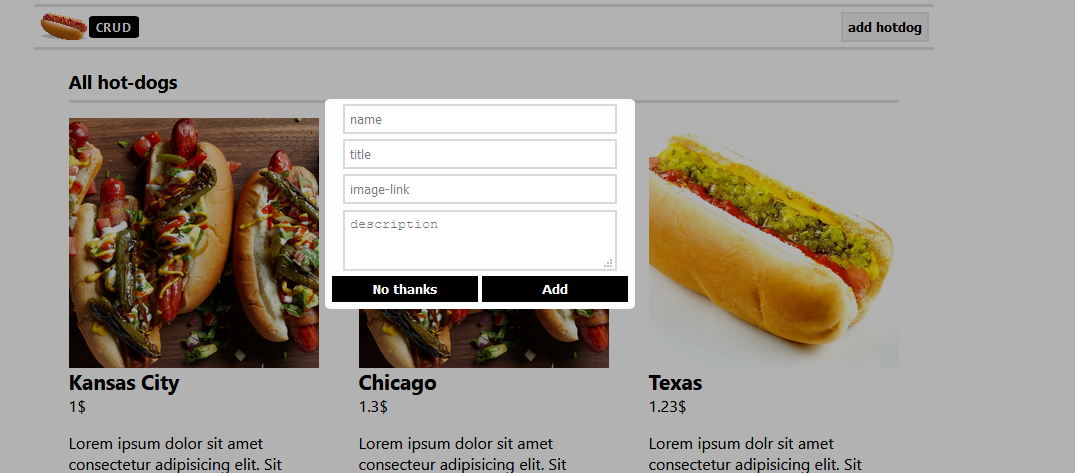 CRUD
add hotdog
All hot-dogs
name
title
image-link
description
No thanks
Add
Kansas City
1$
Lorem ipsum dolor sit amet
consectetur adipisicing elit. Sit
Chicago
1.3$
Lorem ipsum dolor sit amet
consecteur adipisicing elit. Sit
Texas
1.23$
Lorem ipsum dolr sit amet
consectetur adipisicing elit. Sit